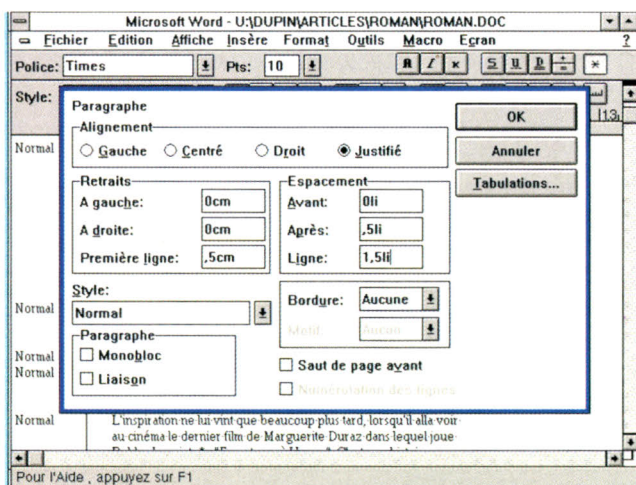 Microsoft Word - U:\DUPIN\ARTICLES\ROMAN\ROMAN.DOC
Fichier Edition Affiche Insère Format Outils Macro Ecran ?
Police: Times Pts: 10
Style:
Paragraphe
Alignement
Gauche Centré Droit Justifié
OK
Annuler
Tabulations...
Retraits
A gauche: 0cm
A droite: 0cm
Première ligne: ,5cm
Espacement
Avant: 0li
Après: ,5li
Ligne: 1,5li
Style:
Normal
Bordure: Aucune
Motif: Aucun
Paragraphe
Monobloc
Liaison
Saut de page avant
Numérotation des lignes
Normal
Normal
Normal
Normal
Normal
L'inspiration ne lui vint que beaucoup plus tard, lorsqu'il alla voir
au cinéma le dernier film de Marguerite Duraz dans lequel joue
Pour l'Aide , appuyez sur F1